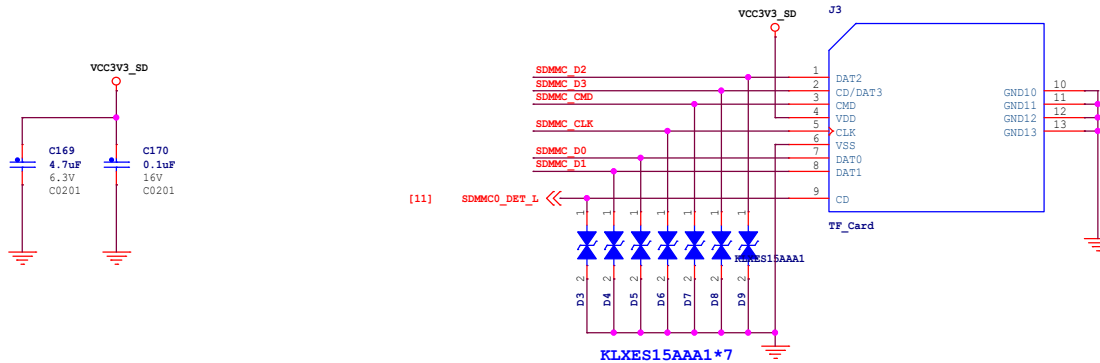 VCC3V3_SD
C169
4.7uF
6.3V
C0201
C170
0.1uF
16V
C0201
VCC3V3_SD
J3
SDMMC_D2
SDMMC_D3
SDMMC_CMD
SDMMC_CLK
SDMMC_D0
SDMMC_D1
[11] SDMMC0_DET_L
1 DAT2
2 CD/DAT3
3 CMD
4 VDD
5 CLK
6 VSS
7 DAT0
8 DAT1
9 CD
GND10 10
GND11 11
GND12 12
GND13 13
TF_Card
1 1 1 1 1 1 1
KLXES15AAA1
2 2 2 2 2 2 2
D3 D4 D5 D6 D7 D8 D9
KLXES15AAA1*7